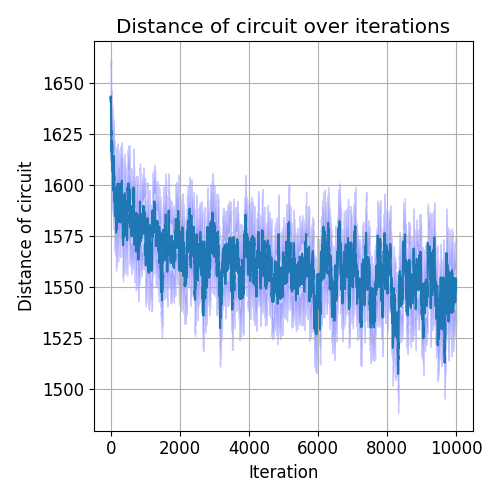 Distance of circuit over iterations
Distance of circuit
1650
1625
1600
1575
1550
1525
1500
0 2000 4000 6000 8000 10000
Iteration